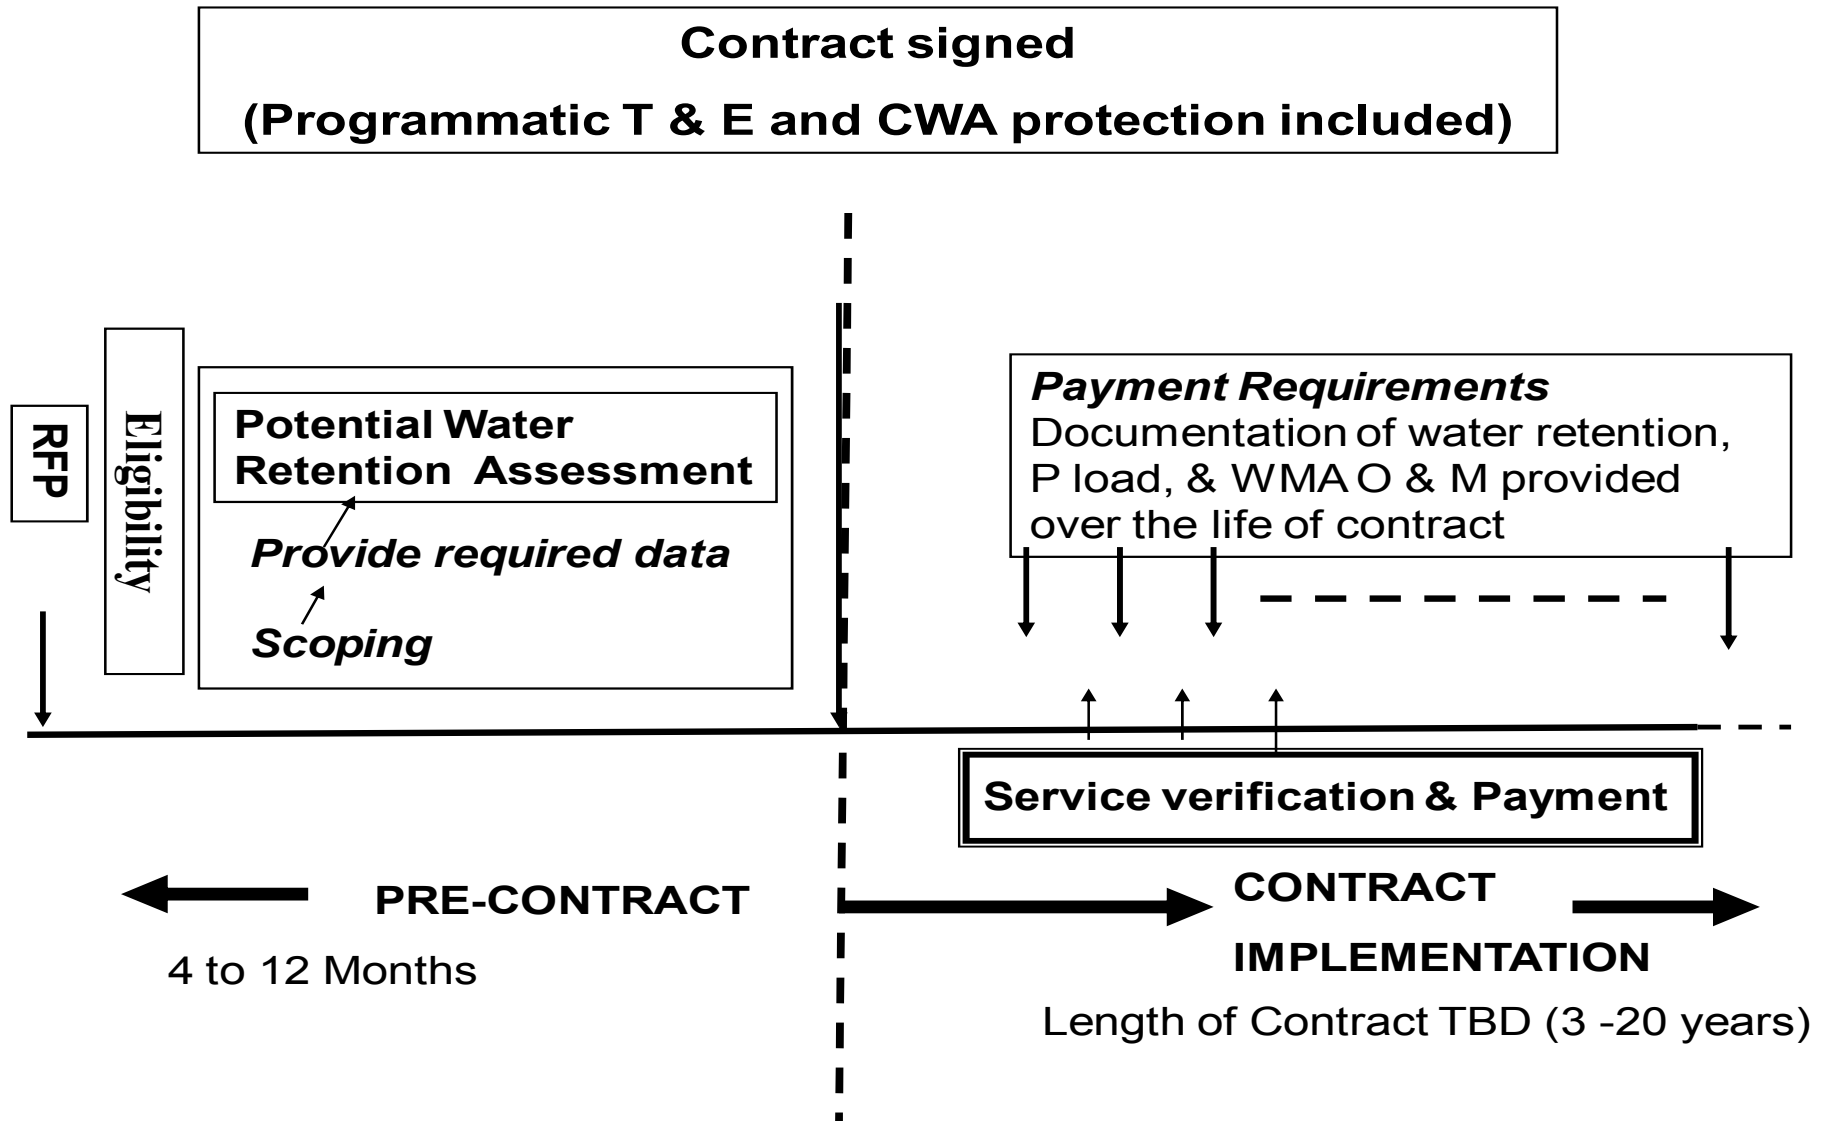 Contract signed
(Programmatic T & E and CWA protection included)
RFP
Eligibility
Potential Water
Retention Assessment
Provide required data
Scoping
Payment Requirements
Documentation of water retention,
P load, & WMA O & M provided
over the life of contract
Service verification & Payment
PRE-CONTRACT
4 to 12 Months
CONTRACT
IMPLEMENTATION
Length of Contract TBD (3 -20 years)